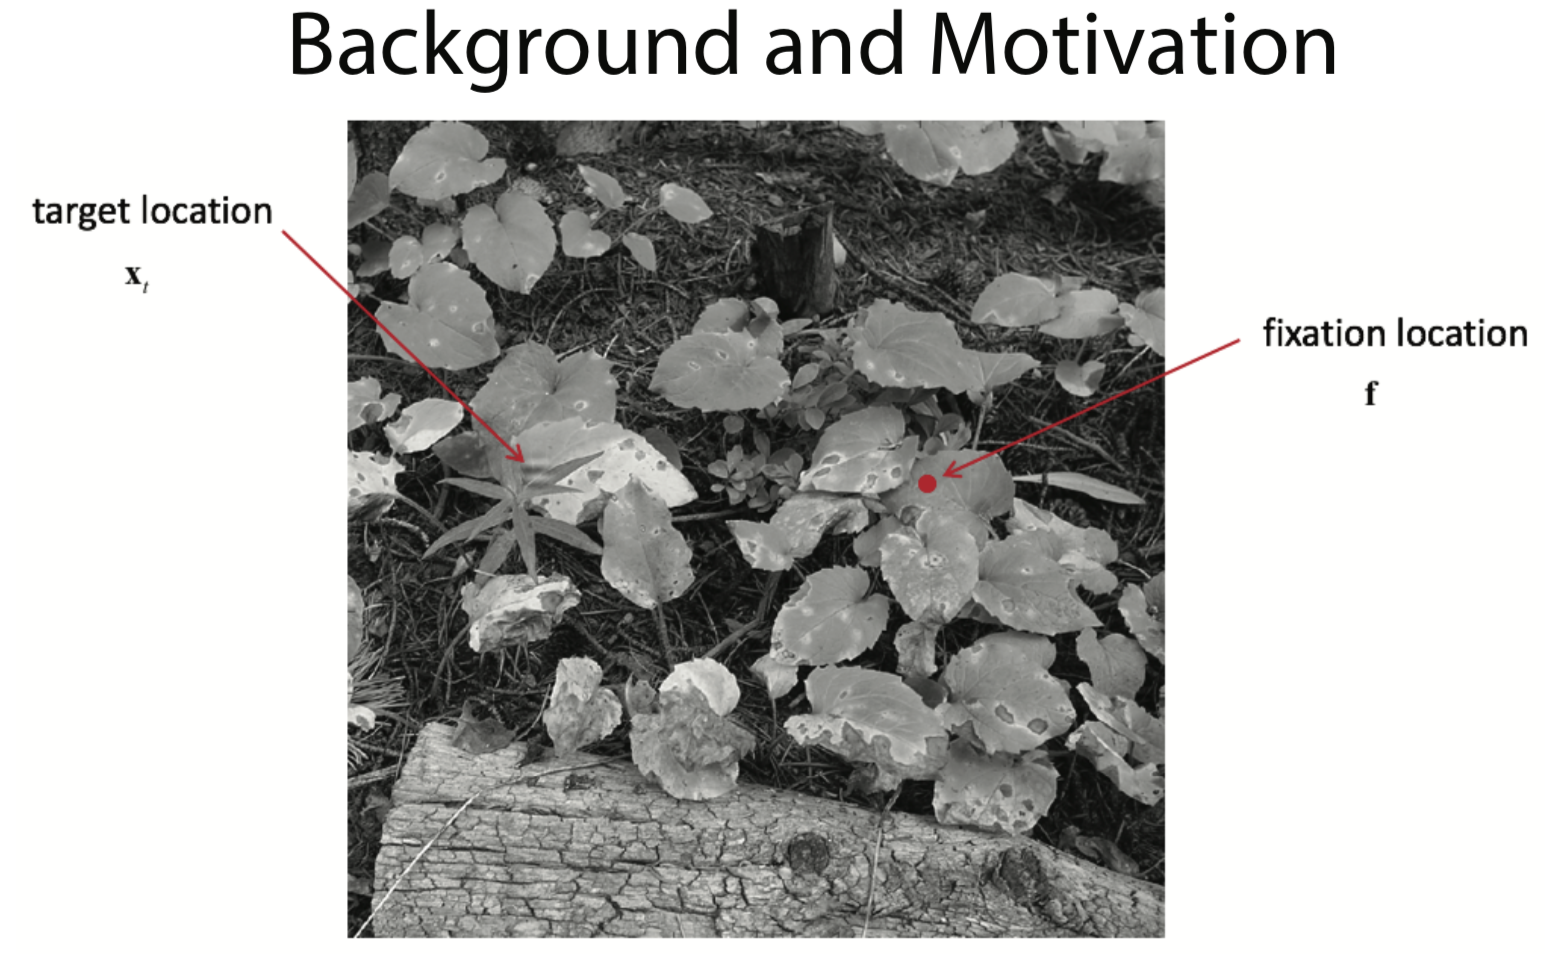 Background and Motivation
target location
x_t
fixation location
f